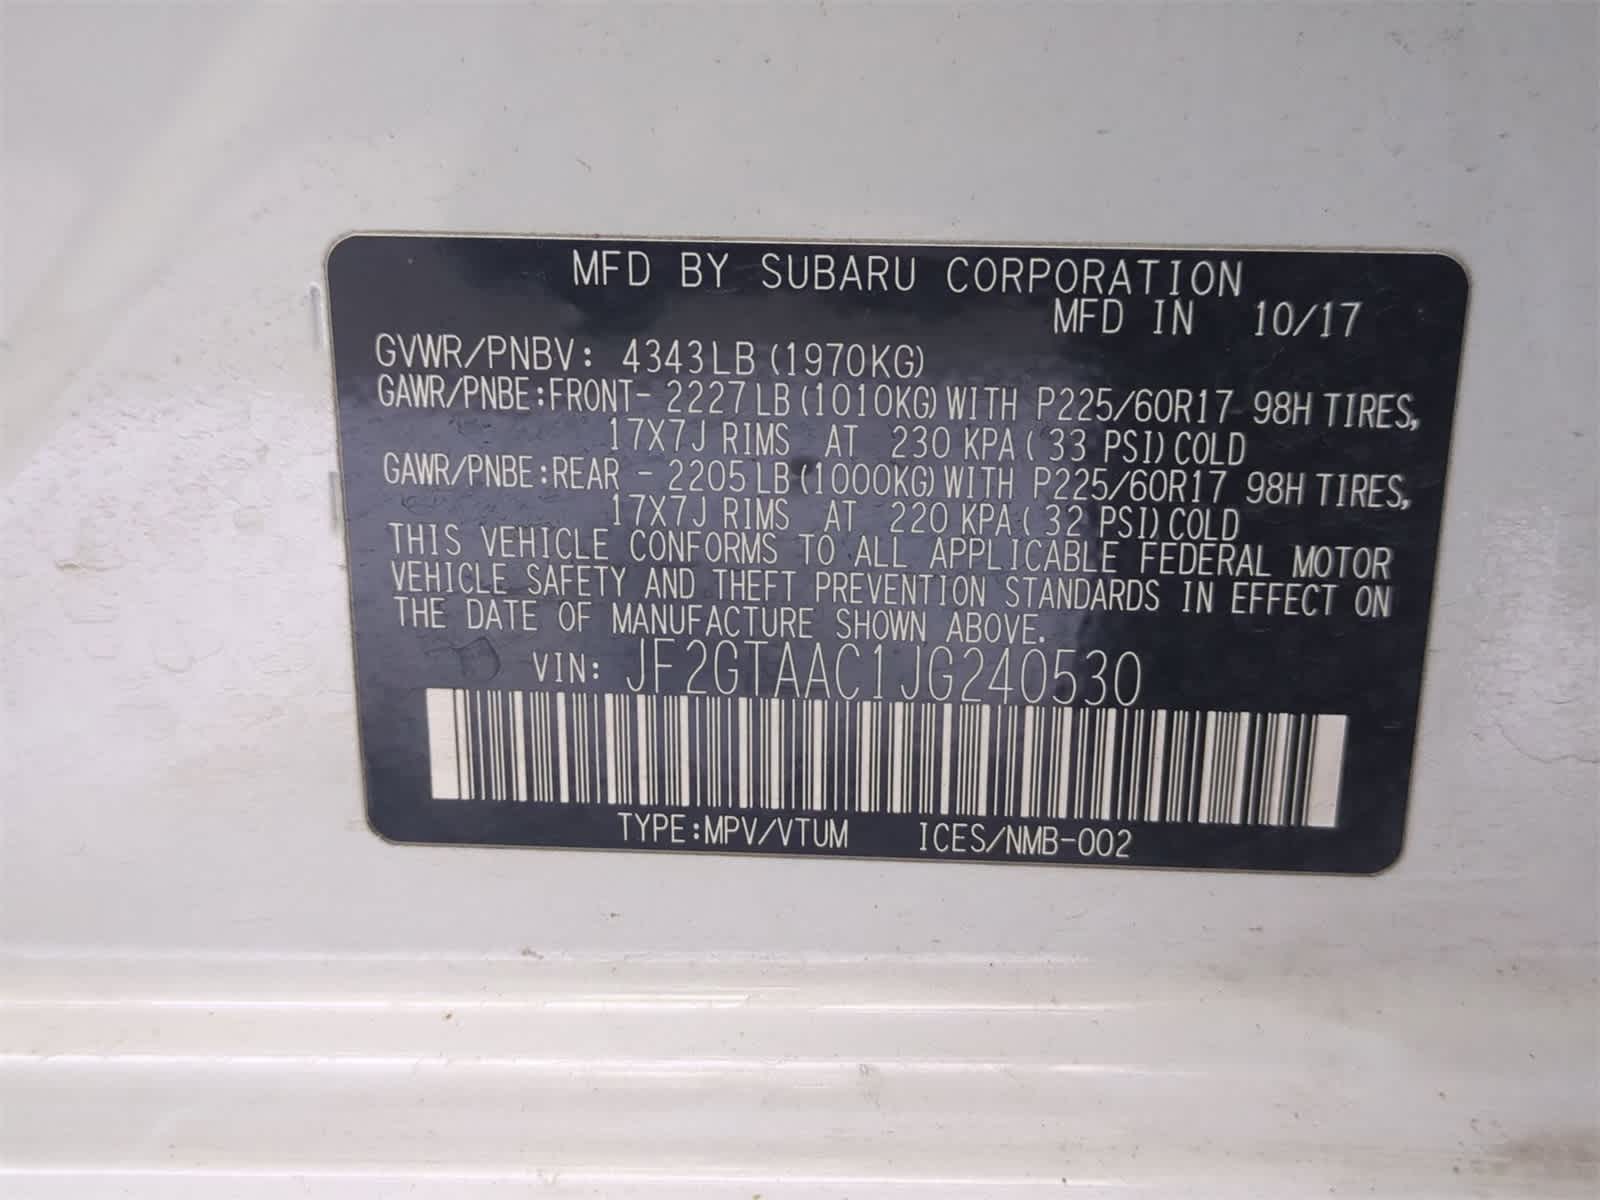 MFD BY SUBARU CORPORATION
MFD IN 10/17
GVWR/PNBV: 4343LB (1970KG)
GAWR/PNBE:FRONT- 2227LB (1010KG) WITH P225/60R17 98H TIRES,
17X7J RIMS AT 230 KPA ( 33 PSI) COLD
GAWR/PNBE:REAR - 2205LB (1000KG) WITH P225/60R17 98H TIRES,
17X7J RIMS AT 220 KPA ( 32 PSI) COLD
THIS VEHICLE CONFORMS TO ALL APPLICABLE FEDERAL MOTOR
VEHICLE SAFETY AND THEFT PREVENTION STANDARDS IN EFFECT ON
THE DATE OF MANUFACTURE SHOWN ABOVE.
VIN: JF2GTAAC1JG240530
TYPE:MPV/VTUM ICES/NMB-002